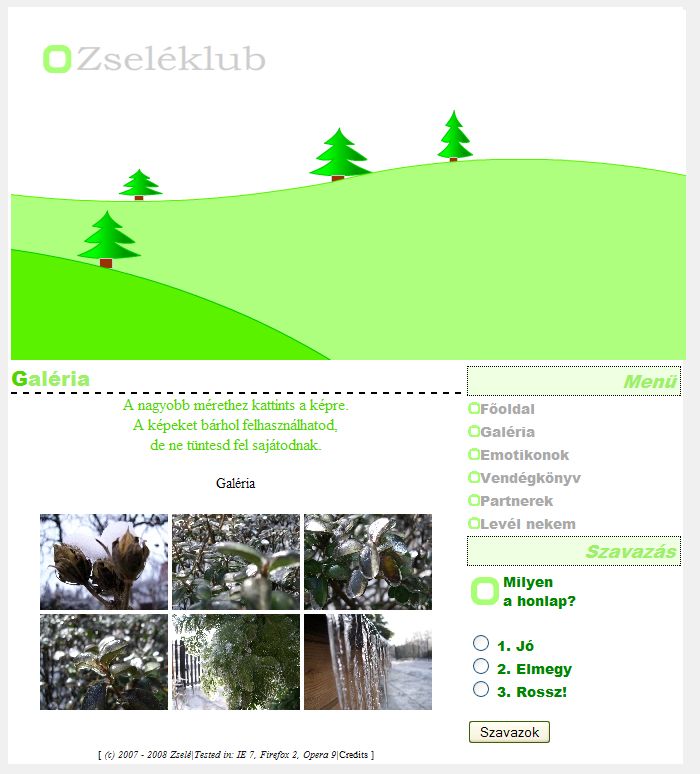 Zseléklub
Galéria
A nagyobb mérethez kattints a képre.
A képeket bárhol felhasználhatod,
de ne tüntesd fel sajátodnak.
Galéria
[ (c) 2007 - 2008 Zselé|Tested in: IE 7, Firefox 2, Opera 9|Credits ]
Menü
Főoldal
Galéria
Emotikonok
Vendégkönyv
Partnerek
Levél nekem
Szavazás
Milyen
a honlap?
1. Jó
2. Elmegy
3. Rossz!
Szavazok